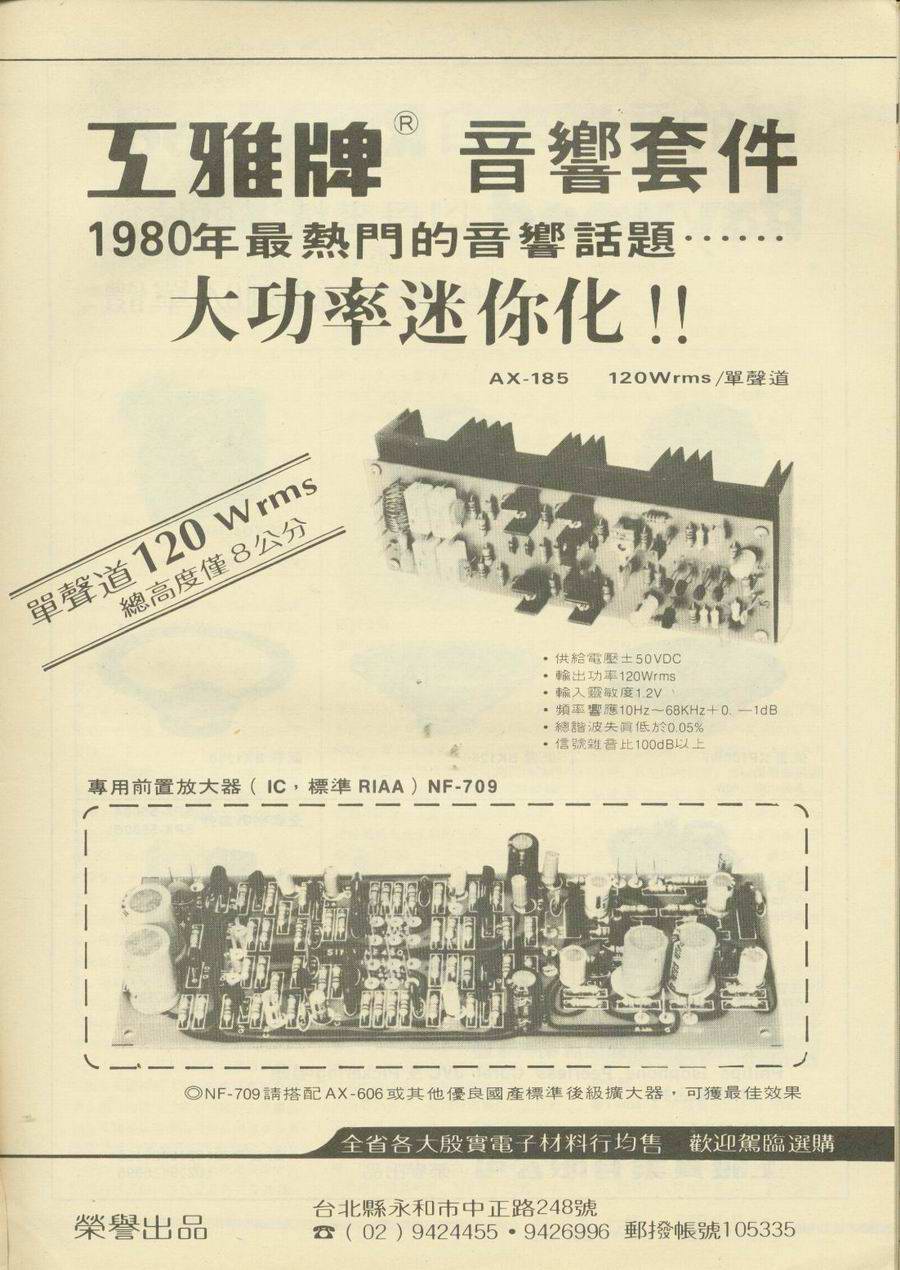 工雅牌® 音響套件
1980年最熱門的音響話題……
大功率迷你化!!
AX-185 120Wrms/單聲道
單聲道120 Wrms
總高度僅8公分
•供給電壓±50VDC
•輸出功率120Wrms
•輸入靈敏度1.2V
•頻率響應10Hz～68KHz+0. —1dB
•總諧波失真低於0.05%
•信號雜音比100dB以上
專用前置放大器(IC，標準RIAA)NF-709
◎NF-709請搭配AX-606或其他優良國產標準後級擴大器，可獲最佳效果
全省各大殷實電子材料行均售 歡迎駕臨選購
榮譽出品
台北縣永和市中正路248號
☎(02)9424455•9426996 郵撥帳號105335